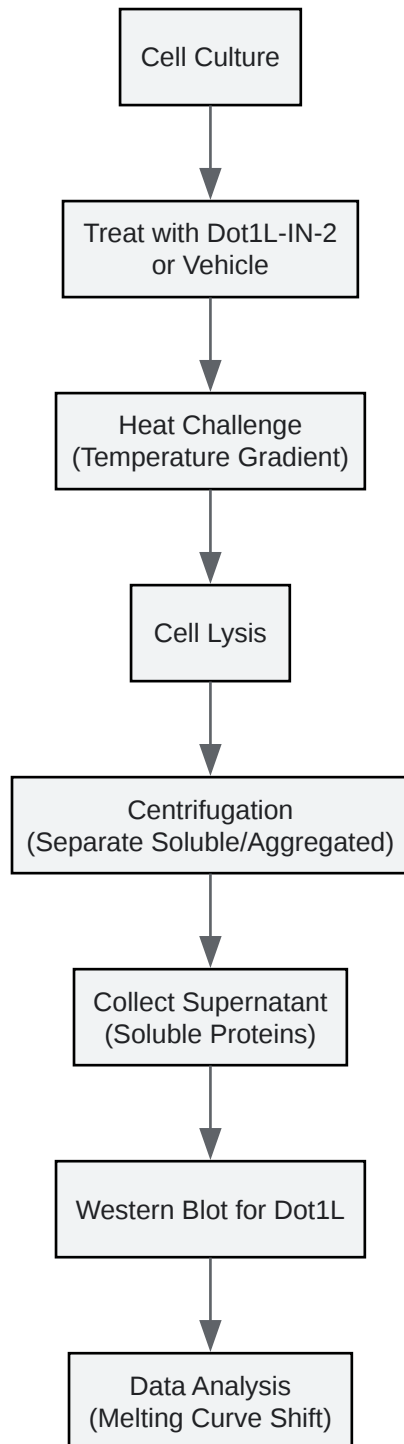 Cell Culture
Treat with Dot1L-IN-2
or Vehicle
Heat Challenge
(Temperature Gradient)
Cell Lysis
Centrifugation
(Separate Soluble/Aggregated)
Collect Supernatant
(Soluble Proteins)
Western Blot for Dot1L
Data Analysis
(Melting Curve Shift)